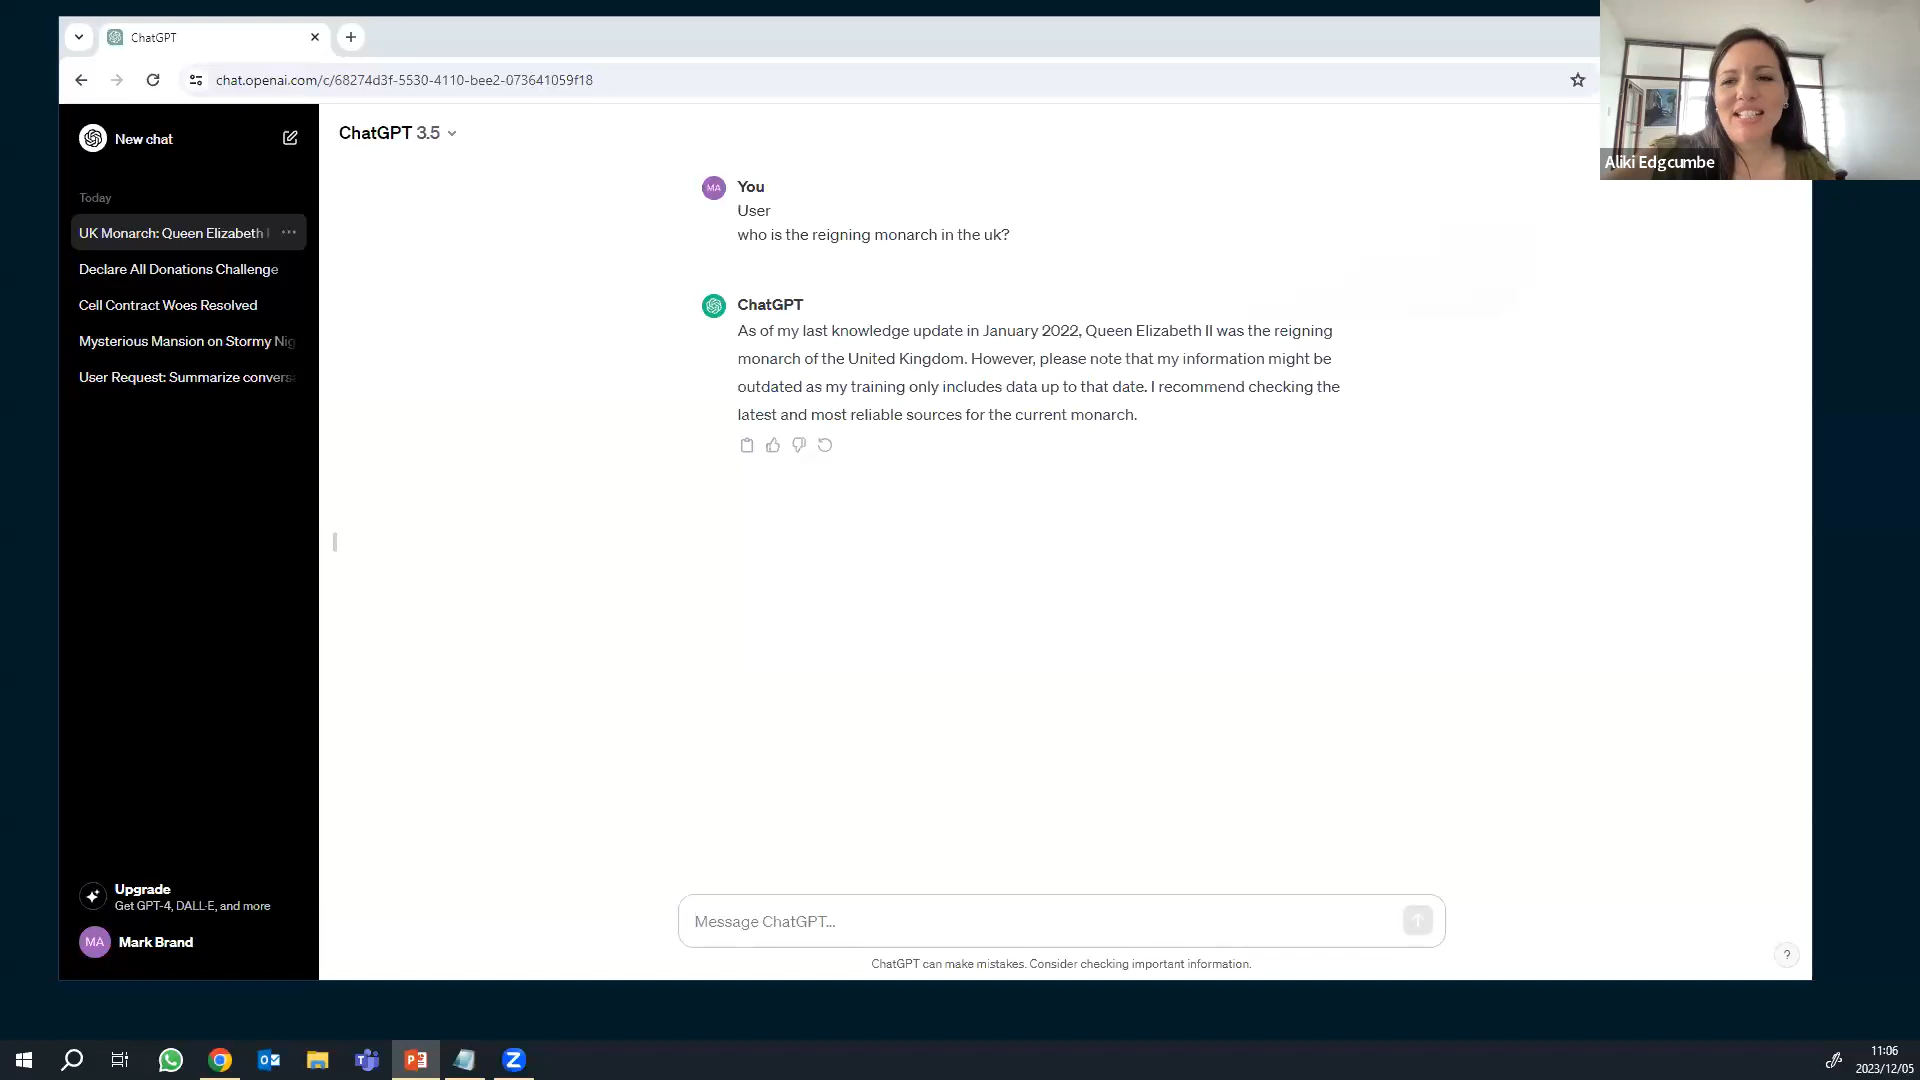 ChatGPT
chat.openai.com/c/68274d3f-5530-4110-bee2-073641059f18
Aliki Edgcumbe
New chat
ChatGPT 3.5
Today
UK Monarch: Queen Elizabeth
Declare All Donations Challenge
Cell Contract Woes Resolved
Mysterious Mansion on Stormy Nig
User Request: Summarize convers
MA
You
User
who is the reigning monarch in the uk?
ChatGPT
As of my last knowledge update in January 2022, Queen Elizabeth II was the reigning
monarch of the United Kingdom. However, please note that my information might be
outdated as my training only includes data up to that date. I recommend checking the
latest and most reliable sources for the current monarch.
Upgrade
Get GPT-4, DALL·E, and more
MA
Mark Brand
Message ChatGPT...
ChatGPT can make mistakes. Consider checking important information.
?
11:06
2023/12/05